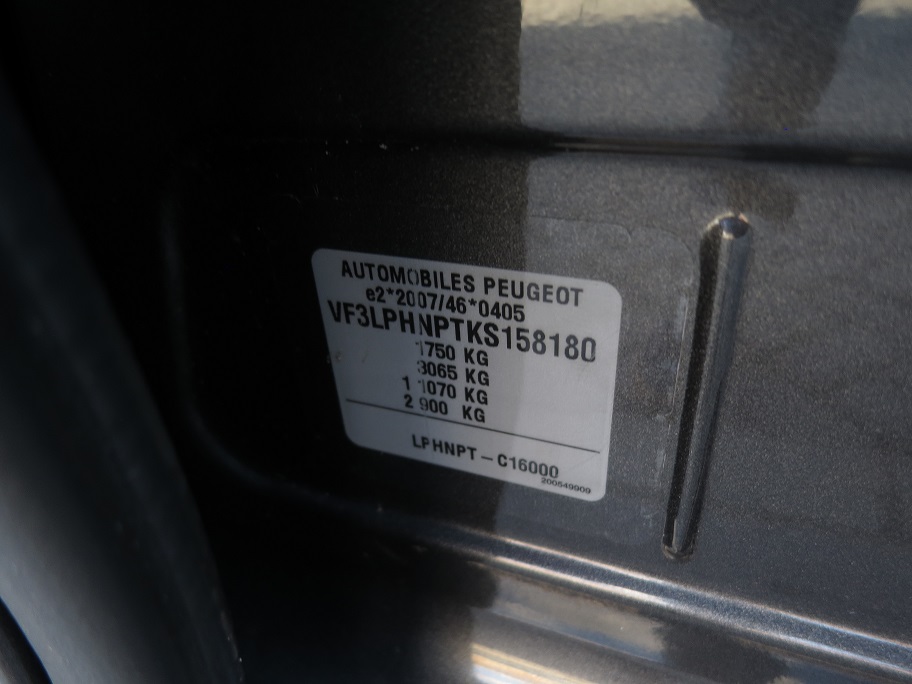 AUTOMOBILES PEUGEOT
e2*2007/46*0405
VF3LPHNPTKS158180
1750 KG
3065 KG
1 1070 KG
2 900 KG
LPHNPT-C16000
200549909